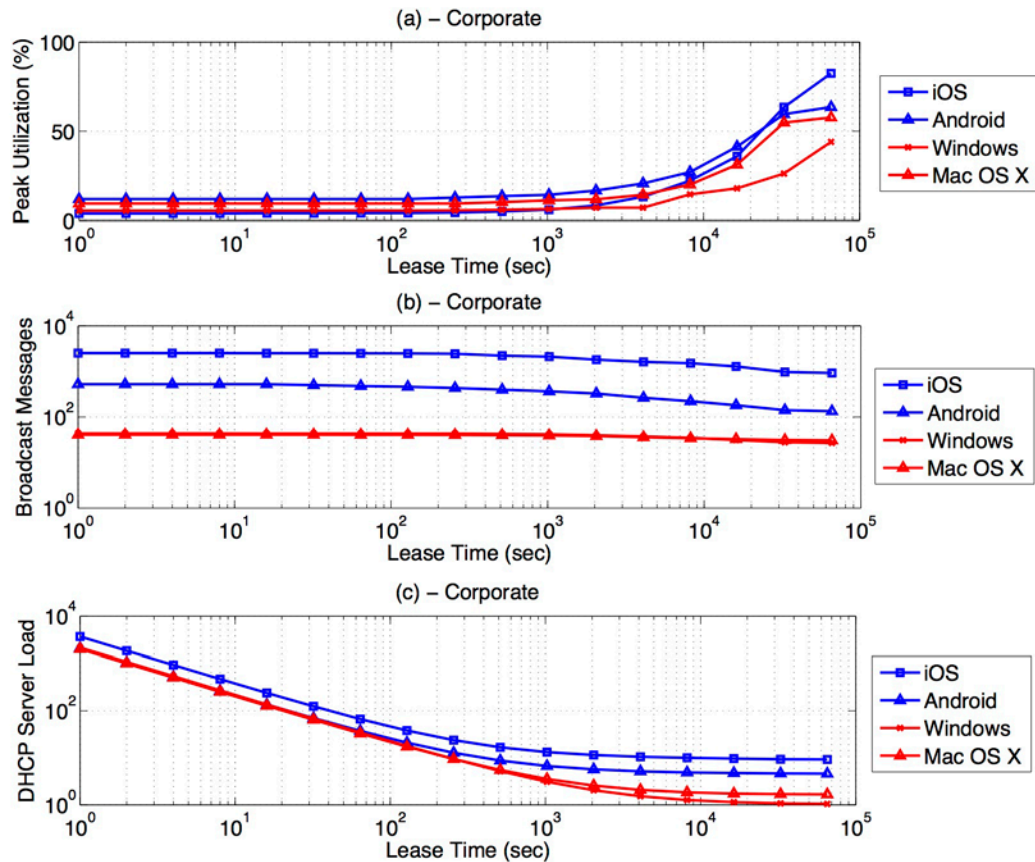 (a) – Corporate
Peak Utilization (%)
100
50
0
10^0 10^1 10^2 10^3 10^4 10^5
Lease Time (sec)
iOS
Android
Windows
Mac OS X
(b) – Corporate
Broadcast Messages
10^4
10^2
10^0
10^0 10^1 10^2 10^3 10^4 10^5
Lease Time (sec)
iOS
Android
Windows
Mac OS X
(c) – Corporate
DHCP Server Load
10^4
10^2
10^0
10^0 10^1 10^2 10^3 10^4 10^5
Lease Time (sec)
iOS
Android
Windows
Mac OS X